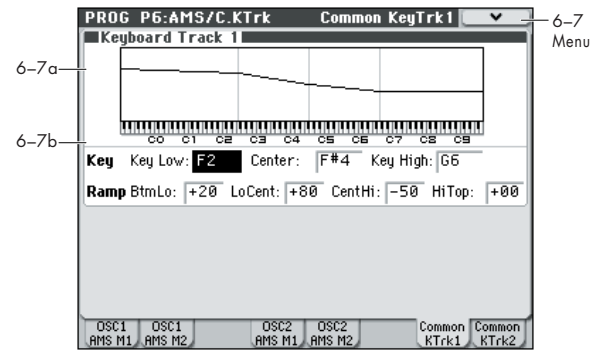 PROG P6:AMS/C.KTrk Common KeyTrk1
6–7
Menu
Keyboard Track 1
6–7a
6–7b
C0 C1 C2 C3 C4 C5 C6 C7 C8 C9
Key Key Low: F2 Center: F#4 Key High: G6
Ramp BtmLo: +20 LoCent: +80 CentHi: -50 HiTop: +00
OSC1 AMS M1 OSC1 AMS M2 OSC2 AMS M1 OSC2 AMS M2 Common KTrk1 Common KTrk2